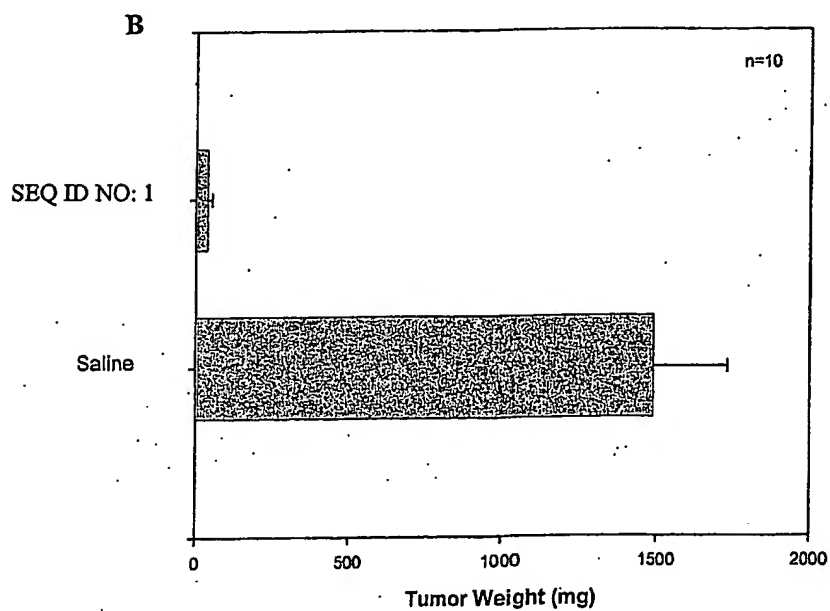 B
n=10
SEQ ID NO: 1
Saline
0 500 1000 1500 2000
Tumor Weight (mg)